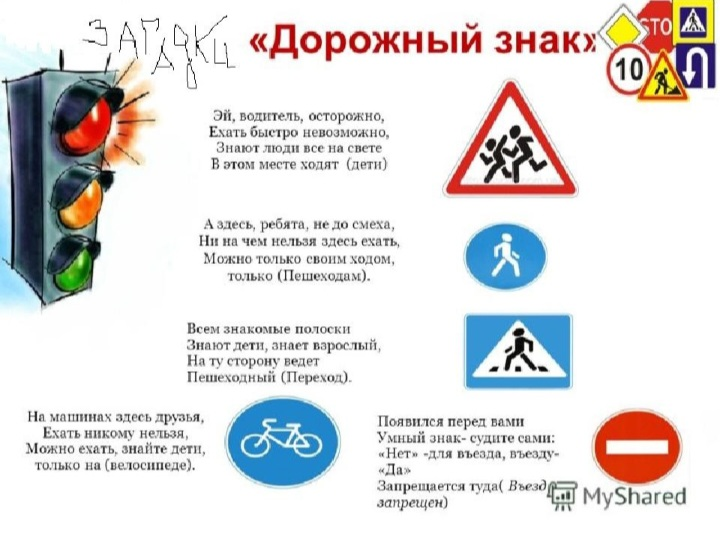 ЗАГАДКИ «Дорожный знак»
STO
10
Эй, водитель, осторожно,
Ехать быстро невозможно,
Знают люди все на свете
В этом месте ходят (дети)
А здесь, ребята, не до смеха,
Ни на чем нельзя здесь ехать,
Можно только своим ходом,
только (Пешеходам).
Всем знакомые полоски
Знают дети, знает взрослый,
На ту сторону ведет
Пешеходный (Переход).
На машинах здесь друзья,
Ехать никому нельзя,
Можно ехать, знайте дети,
только на (велосипеде).
Появился перед вами
Умный знак- судите сами:
«Нет» -для въезда, въезду-
«Да»
Запрещается туда( Въезд
запрещен)
MyShared